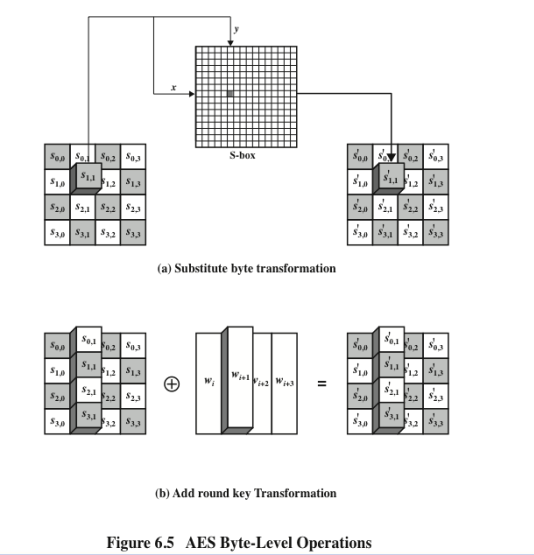 y
x
S-box
s0,0 s0,1 s0,2 s0,3
s1,0 s1,1 s1,2 s1,3
s2,0 s2,1 s2,2 s2,3
s3,0 s3,1 s3,2 s3,3
s'0,0 s'0,1 s'0,2 s'0,3
s'1,0 s'1,1 s'1,2 s'1,3
s'2,0 s'2,1 s'2,2 s'2,3
s'3,0 s'3,1 s'3,2 s'3,3
(a) Substitute byte transformation
s0,0 s0,1 s0,2 s0,3
s1,0 s1,1 s1,2 s1,3
s2,0 s2,1 s2,2 s2,3
s3,0 s3,1 s3,2 s3,3
⊕
wi wi+1 wi+2 wi+3
=
s'0,0 s'0,1 s'0,2 s'0,3
s'1,0 s'1,1 s'1,2 s'1,3
s'2,0 s'2,1 s'2,2 s'2,3
s'3,0 s'3,1 s'3,2 s'3,3
(b) Add round key Transformation
Figure 6.5 AES Byte-Level Operations